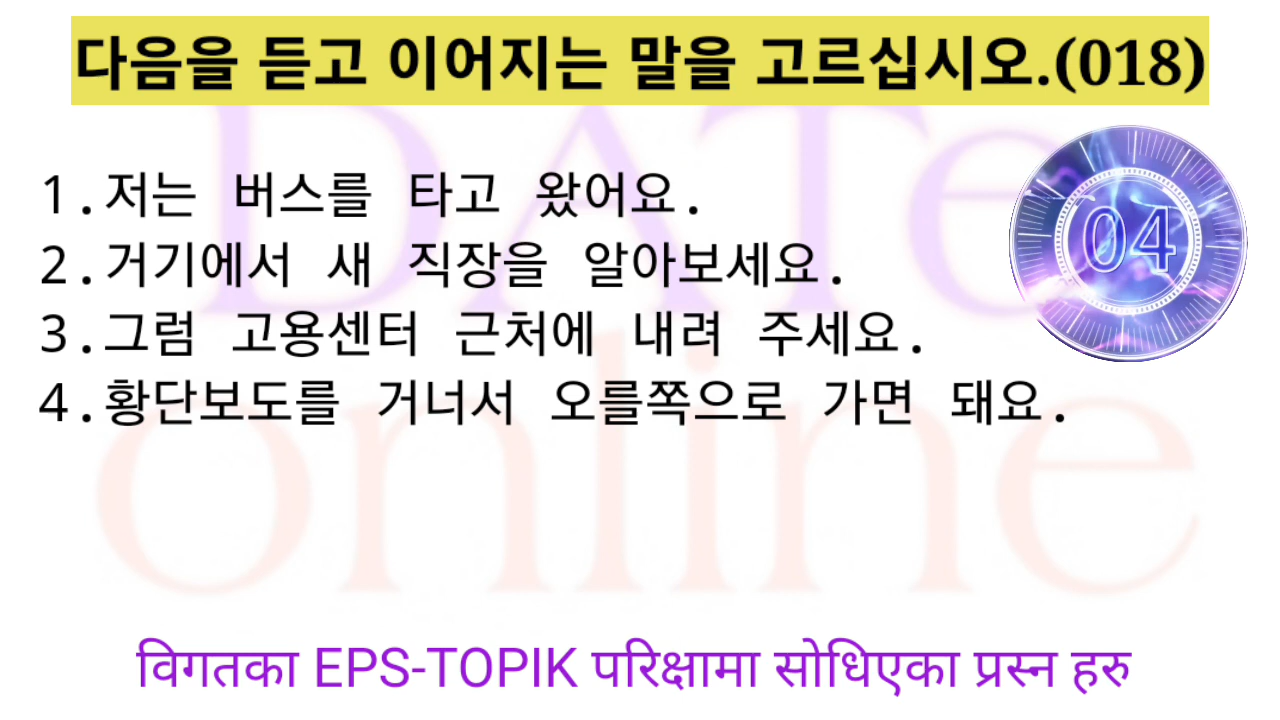 다음을 듣고 이어지는 말을 고르십시오.(018)
1.저는 버스를 타고 왔어요.
2.거기에서 새 직장을 알아보세요.
3.그럼 고용센터 근처에 내려 주세요.
4.황단보도를 거너서 오를쪽으로 가면 돼요.
04
DATe
online
विगतका EPS-TOPIK परिक्षामा सोधिएका प्रस्न हरु